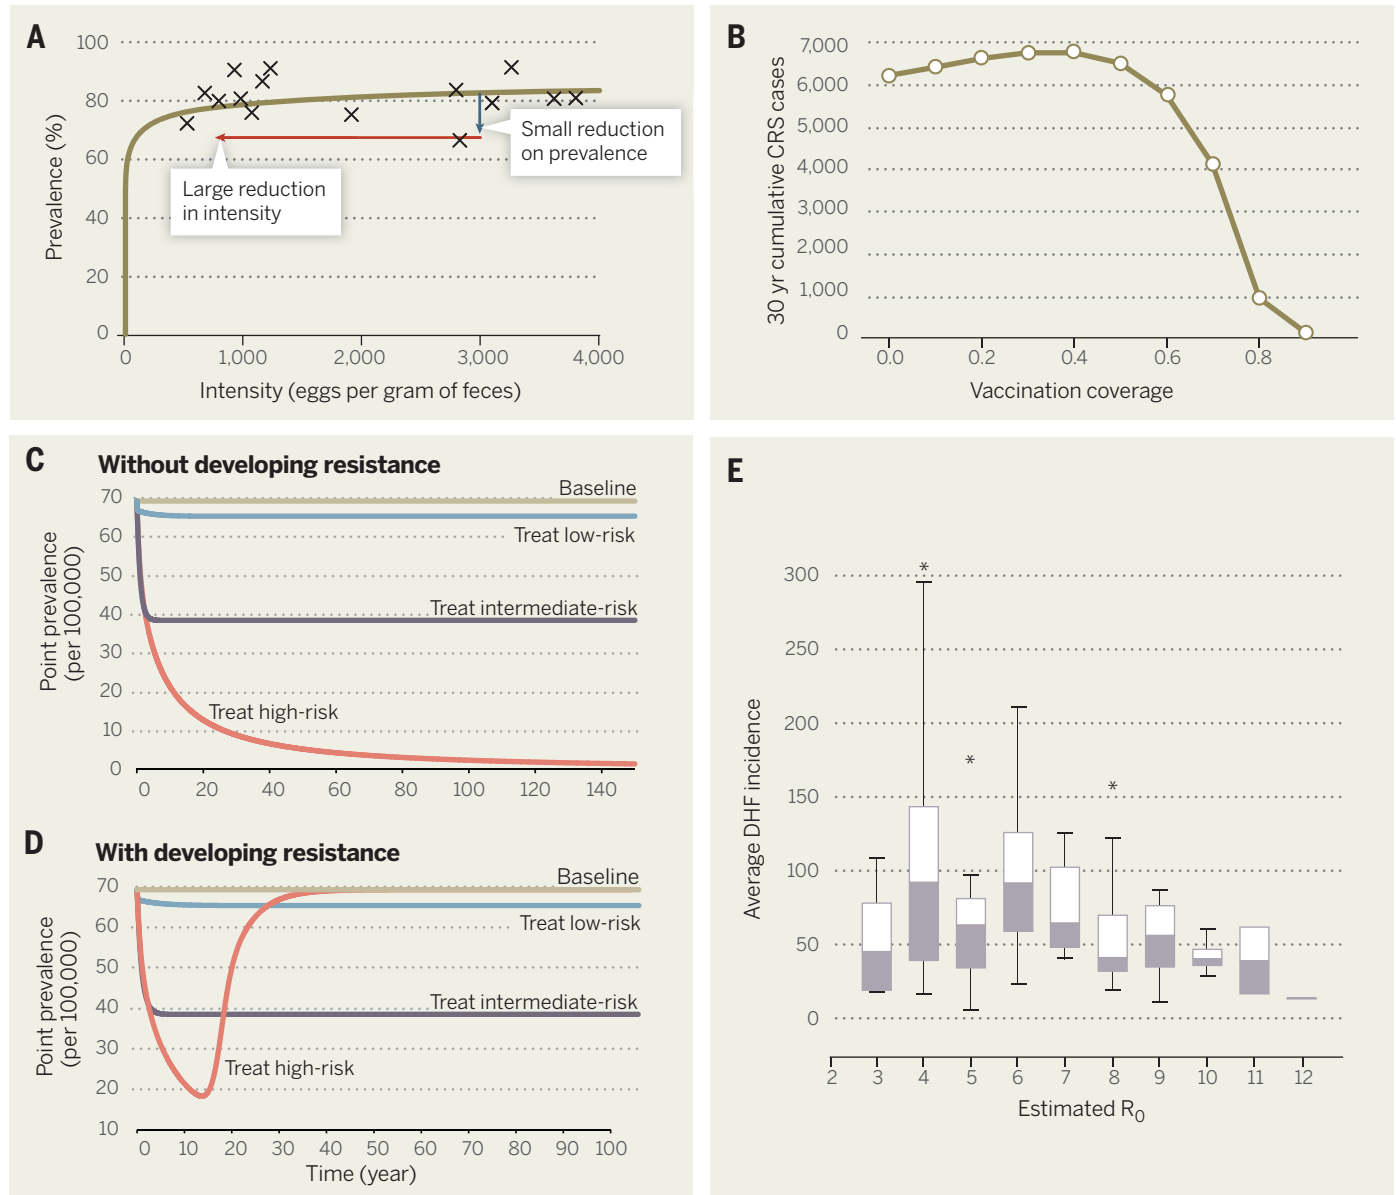 A
100
80
60
40
20
0
Prevalence (%)
Small reduction
on prevalence
Large reduction
in intensity
0
1,000
2,000
3,000
4,000
Intensity (eggs per gram of feces)
B
7,000
6,000
5,000
4,000
3,000
2,000
1,000
0
30 yr cumulative CRS cases
0.0
0.2
0.4
0.6
0.8
Vaccination coverage
C
Without developing resistance
70
60
50
40
30
20
10
0
Point prevalence
(per 100,000)
Baseline
Treat low-risk
Treat intermediate-risk
Treat high-risk
0
20
40
60
80
100
120
140
D
With developing resistance
70
60
50
40
30
20
10
Point prevalence
(per 100,000)
Baseline
Treat low-risk
Treat intermediate-risk
Treat high-risk
0
10
20
30
40
50
60
70
80
90
100
Time (year)
E
300
250
200
150
100
50
0
Average DHF incidence
*
*
*
2
3
4
5
6
7
8
9
10
11
12
Estimated R0